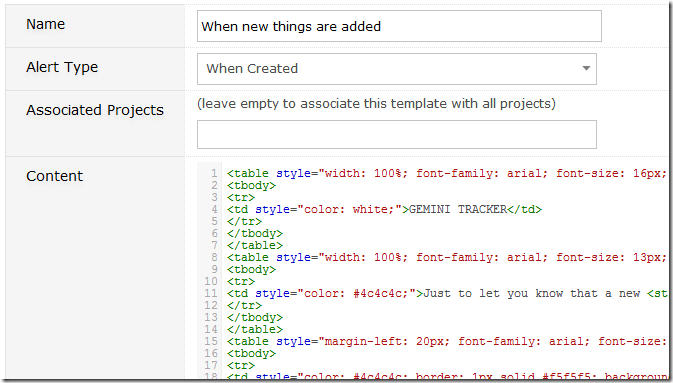 Name
When new things are added
Alert Type
When Created
Associated Projects
(leave empty to associate this template with all projects)
Content
1 <table style="width: 100%; font-family: arial; font-size: 16px;
2 <tbody>
3 <tr>
4 <td style="color: white;">GEMINI TRACKER</td>
5 </tr>
6 </tbody>
7 </table>
8 <table style="width: 100%; font-family: arial; font-size: 13px;
9 <tbody>
10 <tr>
11 <td style="color: #4c4c4c;">Just to let you know that a new <st
12 </tr>
13 </tbody>
14 </table>
15 <table style="margin-left: 20px; font-family: arial; font-size:
16 <tbody>
17 <tr>
18 <td style="color: #4c4c4c; border: 1px solid #f5f5f5; background